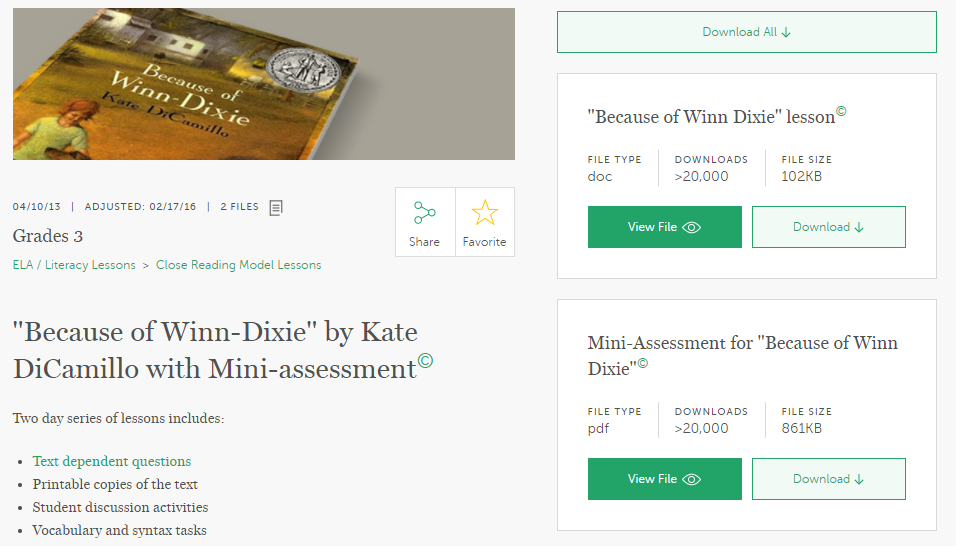 Because of
Winn-Dixie
Kate DiCamillo
04/10/13 | ADJUSTED: 02/17/16 | 2 FILES
Share
Favorite
Grades 3
ELA / Literacy Lessons > Close Reading Model Lessons
"Because of Winn-Dixie" by Kate
DiCamillo with Mini-assessment©
Two day series of lessons includes:
• Text dependent questions
• Printable copies of the text
• Student discussion activities
• Vocabulary and syntax tasks
Download All ↓
"Because of Winn Dixie" lesson©
FILE TYPE DOWNLOADS FILE SIZE
doc >20,000 102KB
View File Download ↓
Mini-Assessment for "Because of Winn
Dixie"©
FILE TYPE DOWNLOADS FILE SIZE
pdf >20,000 861KB
View File Download ↓